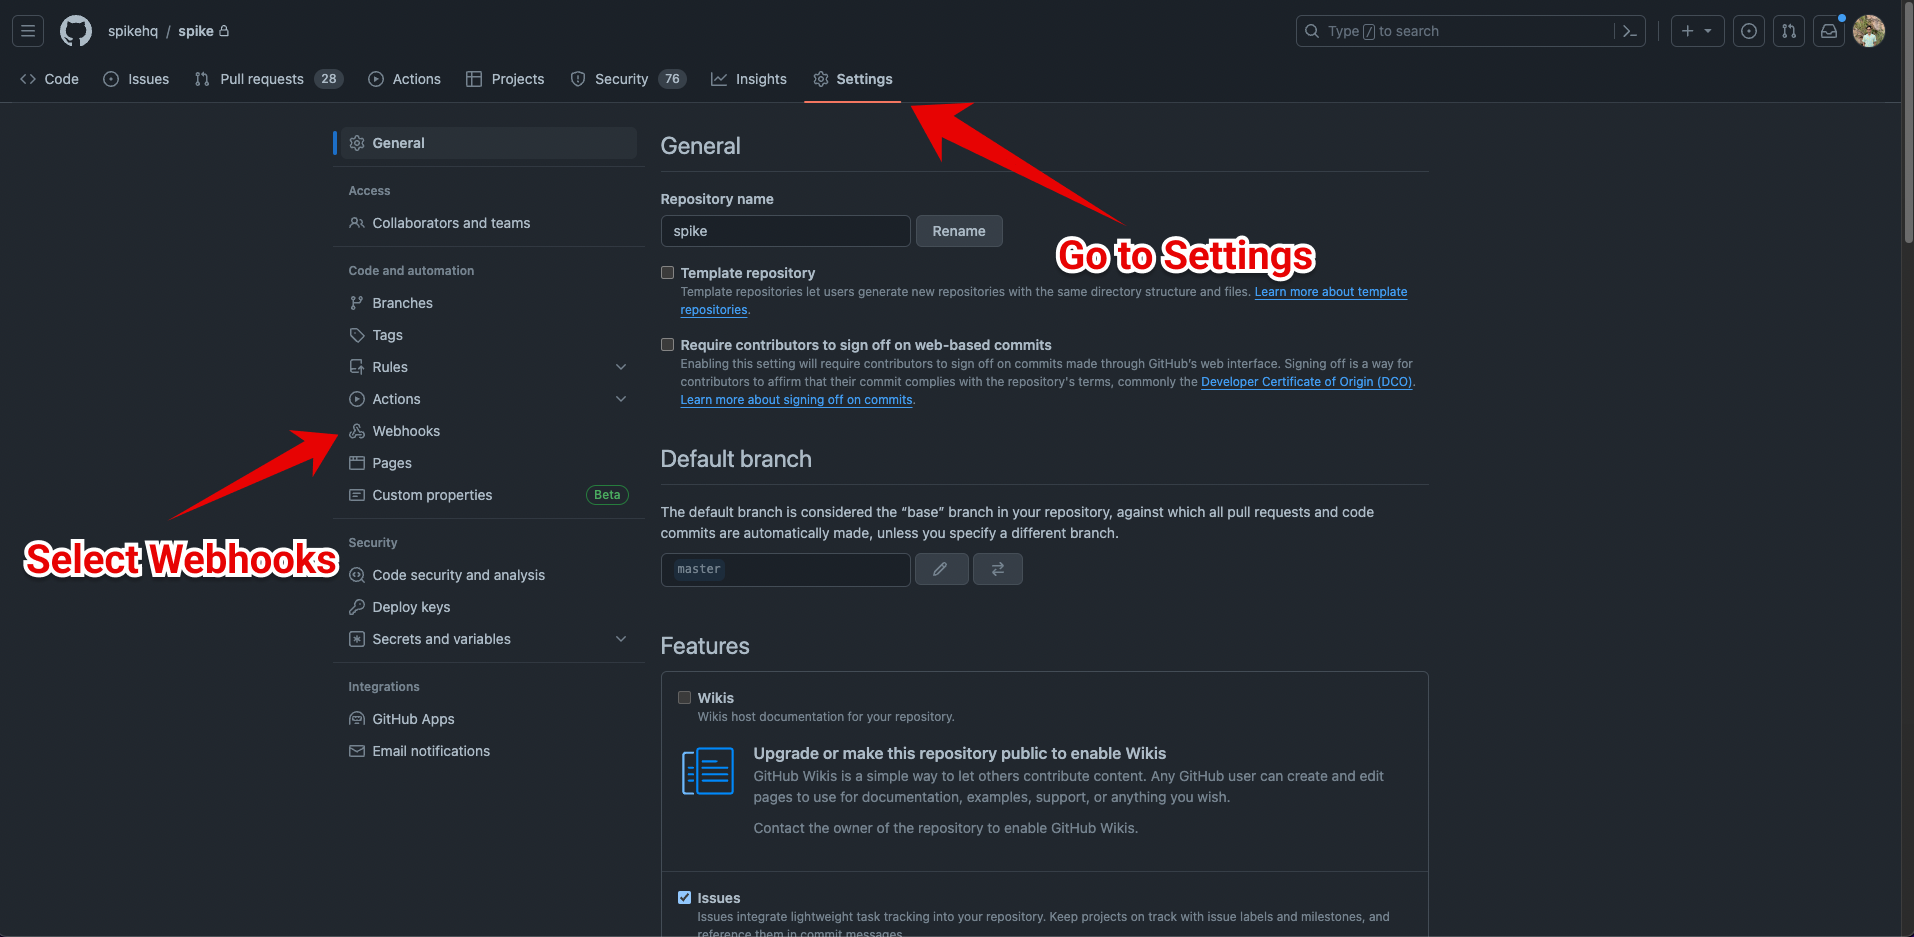 spikehq / spike
Type / to search
Code
Issues
Pull requests 28
Actions
Projects
Security 76
Insights
Settings
General
Access
Collaborators and teams
Code and automation
Branches
Tags
Rules
Actions
Webhooks
Pages
Custom properties Beta
Security
Code security and analysis
Deploy keys
Secrets and variables
Integrations
GitHub Apps
Email notifications
Select Webhooks
Go to Settings
General
Repository name
spike
Rename
Template repository
Template repositories let users generate new repositories with the same directory structure and files. Learn more about template
repositories.
Require contributors to sign off on web-based commits
Enabling this setting will require contributors to sign off on commits made through GitHub's web interface. Signing off is a way for
contributors to affirm that their commit complies with the repository's terms, commonly the Developer Certificate of Origin (DCO).
Learn more about signing off on commits.
Default branch
The default branch is considered the “base” branch in your repository, against which all pull requests and code
commits are automatically made, unless you specify a different branch.
master
Features
Wikis
Wikis host documentation for your repository.
Upgrade or make this repository public to enable Wikis
GitHub Wikis is a simple way to let others contribute content. Any GitHub user can create and edit
pages to use for documentation, examples, support, or anything you wish.
Contact the owner of the repository to enable GitHub Wikis.
Issues
Issues integrate lightweight task tracking into your repository. Keep projects on track with issue labels and milestones, and
reference them in commit messages.